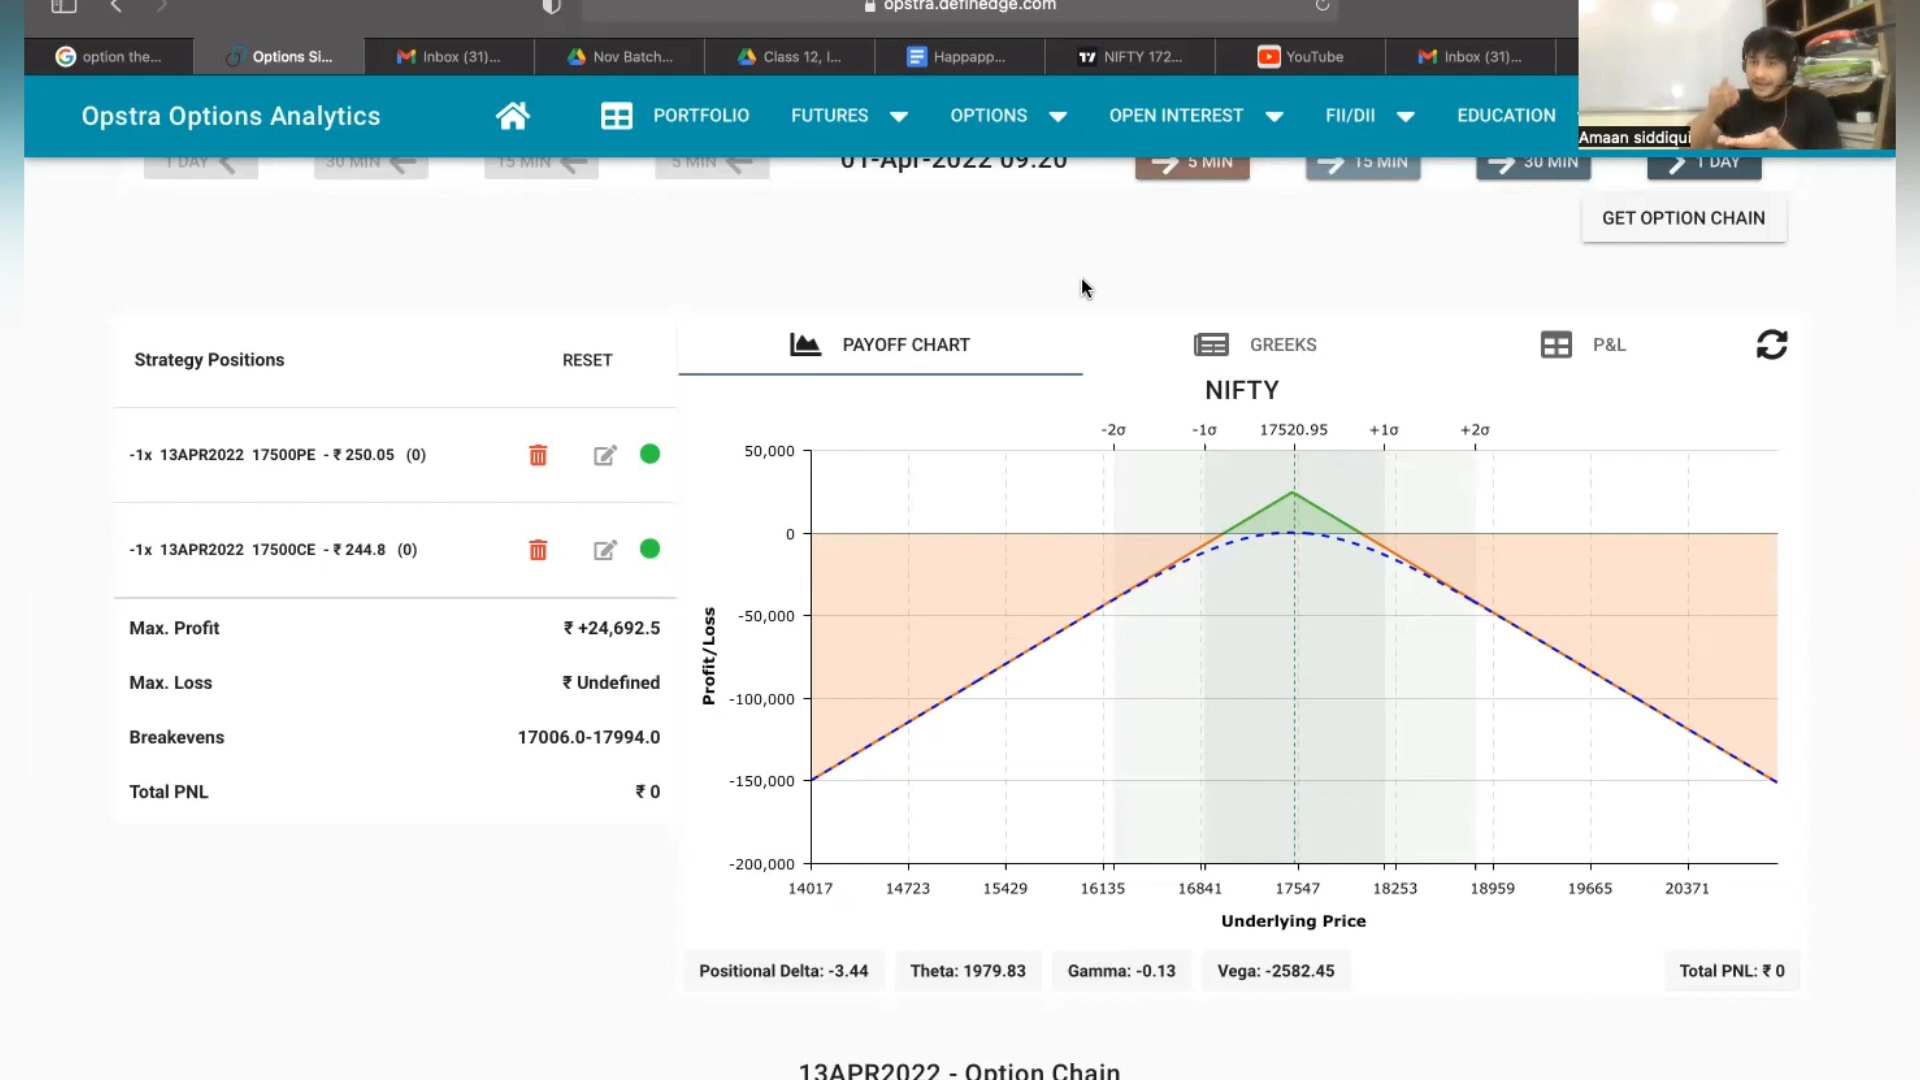 opstra.definedge.com
option the...
Options Si...
Inbox (31)...
Nov Batch...
Class 12, I...
Happapp...
NIFTY 172...
YouTube
Inbox (31)...
Opstra Options Analytics
PORTFOLIO
FUTURES
OPTIONS
OPEN INTEREST
FII/DII
EDUCATION
Amaan siddiqui
1 DAY
30 MIN
15 MIN
5 MIN
01-Apr-2022 09:20
5 MIN
15 MIN
30 MIN
1 DAY
GET OPTION CHAIN
Strategy Positions
RESET
PAYOFF CHART
GREEKS
P&L
-1x 13APR2022 17500PE - ₹ 250.05 (0)
-1x 13APR2022 17500CE - ₹ 244.8 (0)
Max. Profit ₹ +24,692.5
Max. Loss ₹ Undefined
Breakevens 17006.0-17994.0
Total PNL ₹ 0
NIFTY
-2σ -1σ 17520.95 +1σ +2σ
50,000
0
-50,000
-100,000
-150,000
-200,000
Profit/Loss
14017 14723 15429 16135 16841 17547 18253 18959 19665 20371
Underlying Price
Positional Delta: -3.44
Theta: 1979.83
Gamma: -0.13
Vega: -2582.45
Total PNL: ₹ 0
13APR2022 - Option Chain